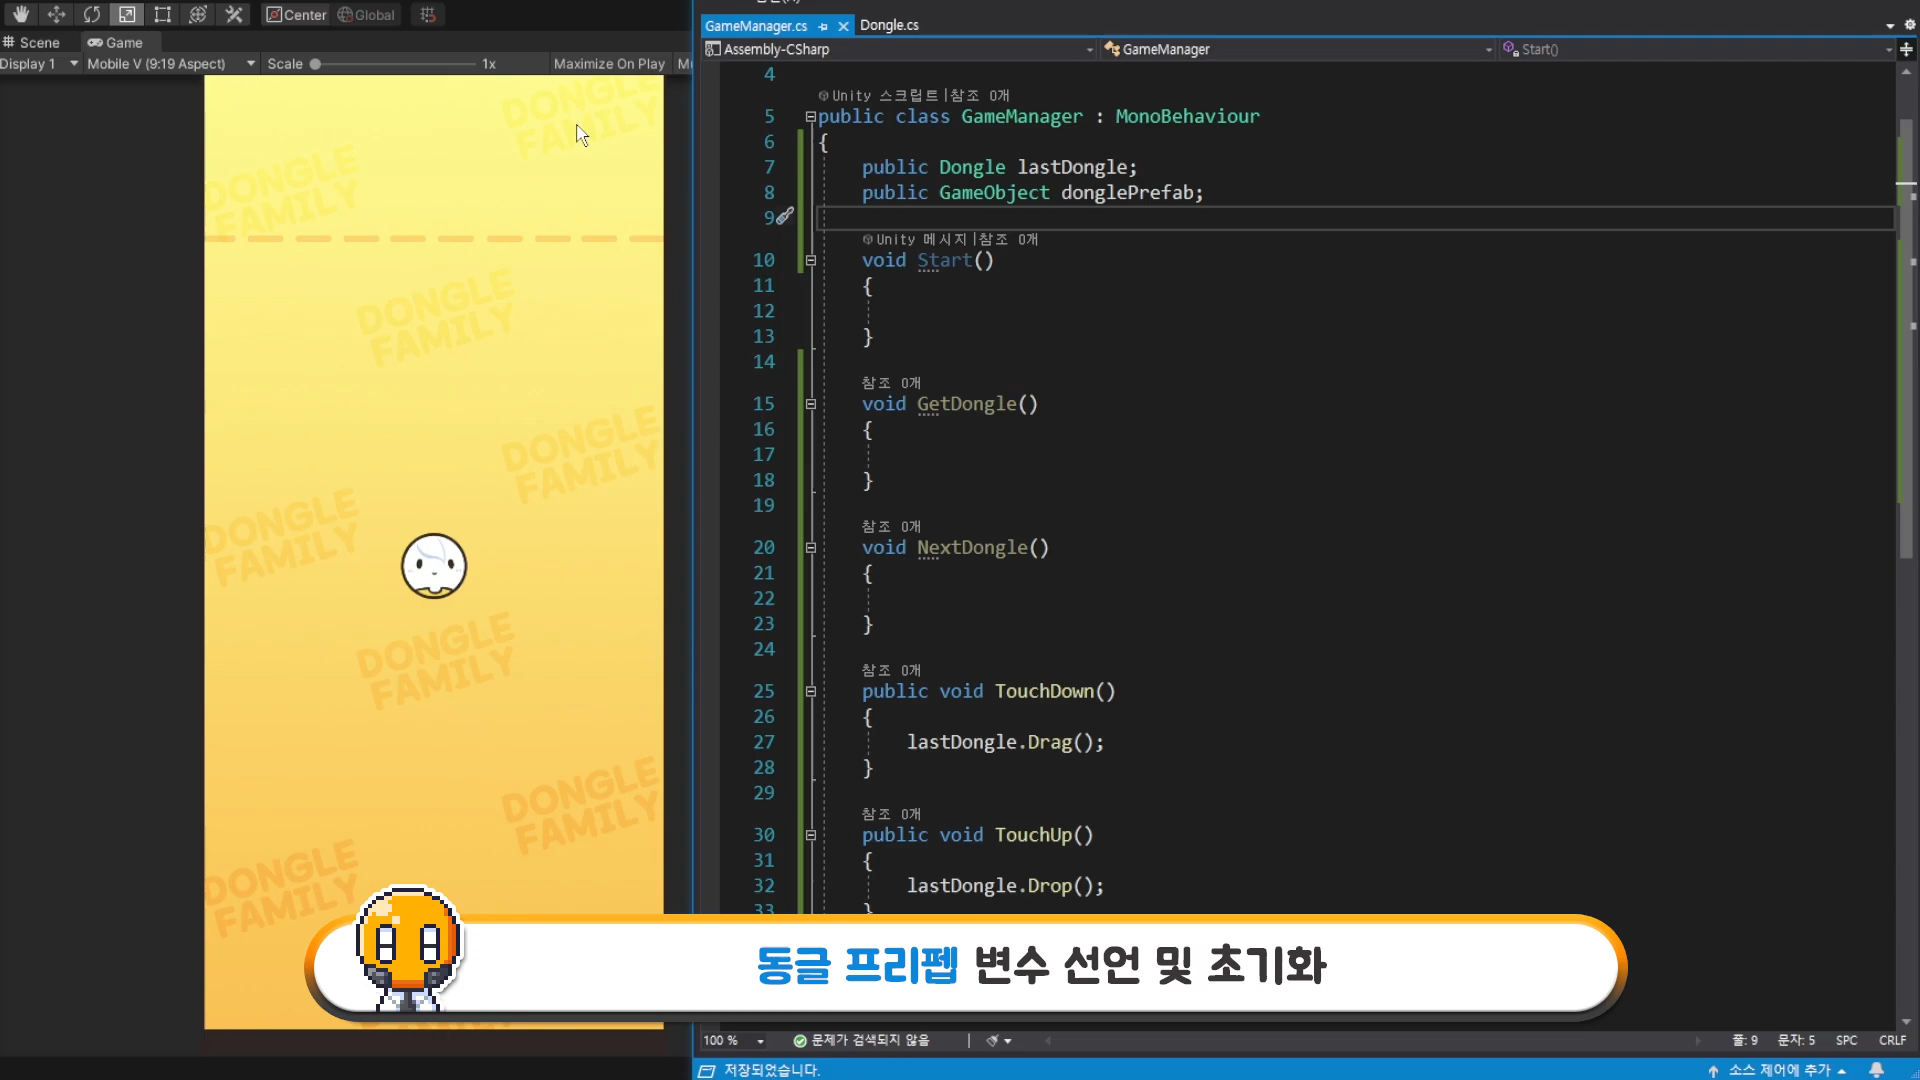 Center
Global
Scene
Game
Display 1
Mobile V (9:19 Aspect)
Scale
1x
Maximize On Play
DONGLE
FAMILY
DONGLE
FAMILY
DONGLE
FAMILY
DONGLE
FAMILY
DONGLE
FAMILY
DONGLE
FAMILY
DONGLE
FAMILY
DONGLE
FAMILY
GameManager.cs
Dongle.cs
Assembly-CSharp
GameManager
Start()
4
Unity 스크립트|참조 0개
5 public class GameManager : MonoBehaviour
6 {
7 public Dongle lastDongle;
8 public GameObject donglePrefab;
9
Unity 메시지|참조 0개
10 void Start()
11 {
12
13 }
14
참조 0개
15 void GetDongle()
16 {
17
18 }
19
참조 0개
20 void NextDongle()
21 {
22
23 }
24
참조 0개
25 public void TouchDown()
26 {
27 lastDongle.Drag();
28 }
29
참조 0개
30 public void TouchUp()
31 {
32 lastDongle.Drop();
33 }
동글 프리펩 변수 선언 및 초기화
100 %
문제가 검색되지 않음
줄: 9
문자: 5
SPC
CRLF
저장되었습니다.
소스 제어에 추가